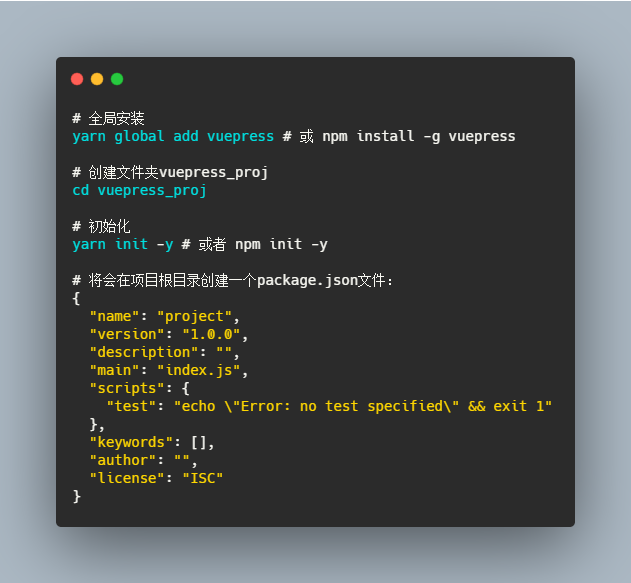 # 全局安装
yarn global add vuepress # 或 npm install -g vuepress
# 创建文件夹vuepress_proj
cd vuepress_proj
# 初始化
yarn init -y # 或者 npm init -y
# 将会在项目根目录创建一个package.json文件:
{
  "name": "project",
  "version": "1.0.0",
  "description": "",
  "main": "index.js",
  "scripts": {
    "test": "echo \"Error: no test specified\" && exit 1"
  },
  "keywords": [],
  "author": "",
  "license": "ISC"
}